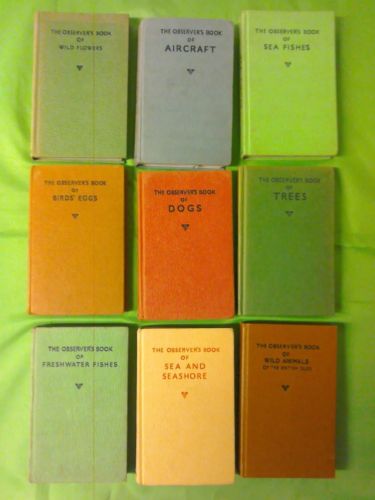 THE OBSERVER'S BOOK
OF
WILD FLOWERS
THE OBSERVER'S BOOK
OF
AIRCRAFT
THE OBSERVER'S BOOK
OF
SEA FISHES
THE OBSERVER'S BOOK
OF
BIRDS' EGGS
THE OBSERVER'S BOOK
OF
DOGS
THE OBSERVER'S BOOK
OF
TREES
THE OBSERVER'S BOOK
OF
FRESHWATER FISHES
THE OBSERVER'S BOOK
OF
SEA AND
SEASHORE
THE OBSERVER'S BOOK
OF
WILD ANIMALS
OF THE BRITISH ISLES